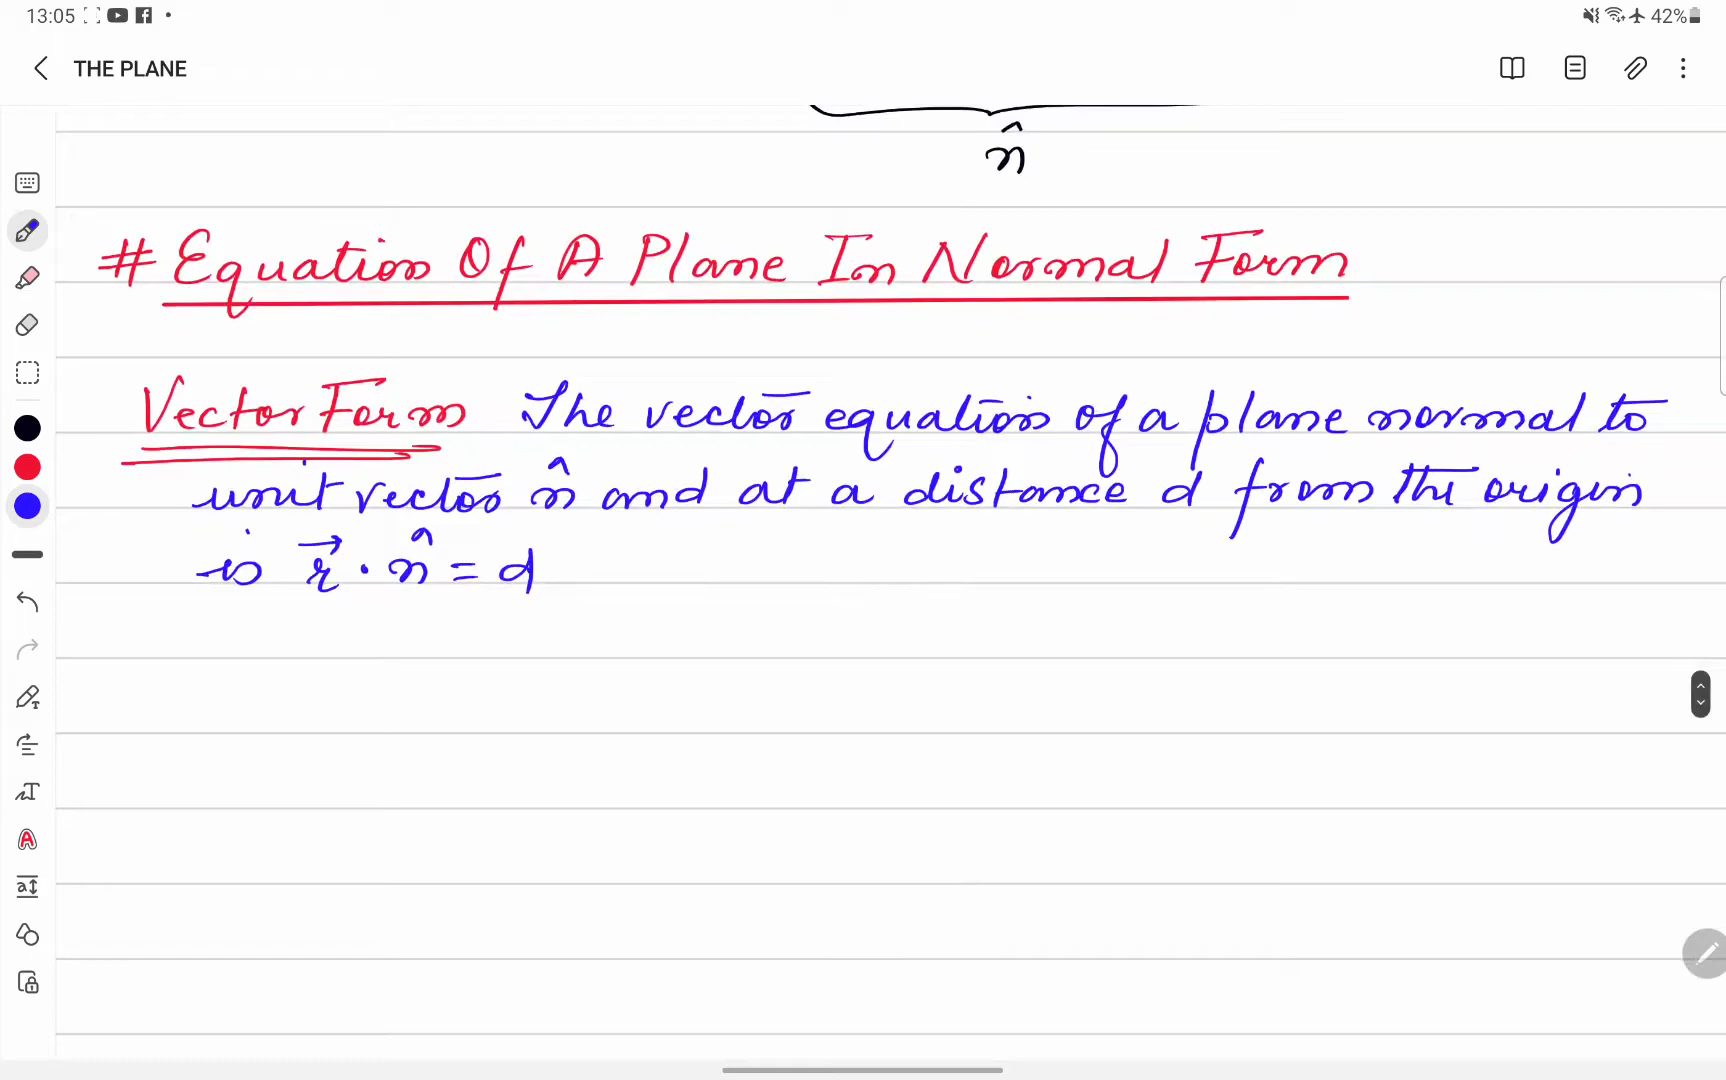 13:05 42%
THE PLANE
n̂
# Equation Of A Plane In Normal Form
Vector Form The vector equation of a plane normal to
unit vector n̂ and at a distance d from the origin
is r⃗ · n̂ = d